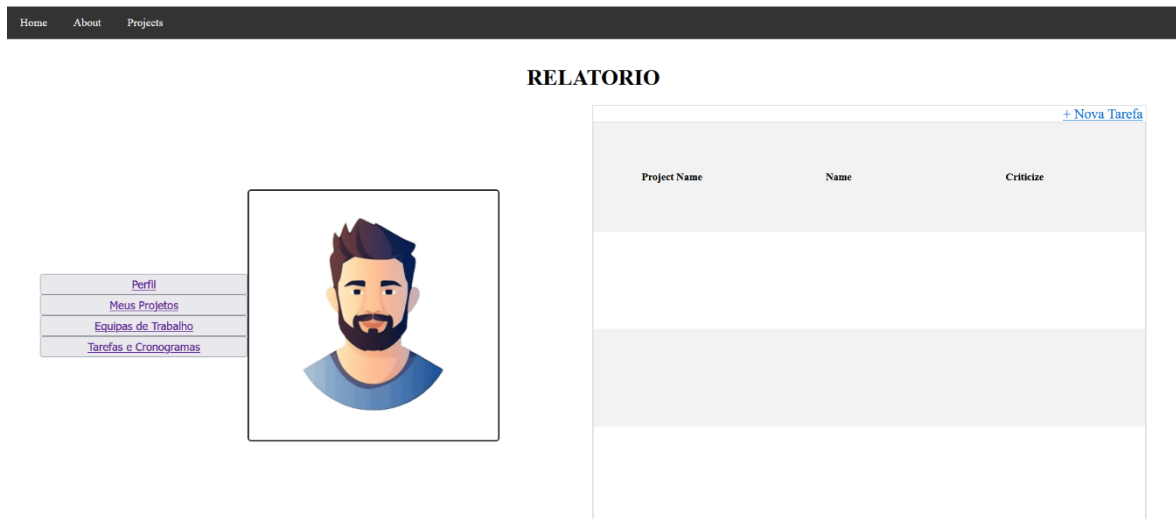 Home About Projects
RELATORIO
+ Nova Tarefa
Project Name Name Criticize
Perfil
Meus Projetos
Equipas de Trabalho
Tarefas e Cronogramas